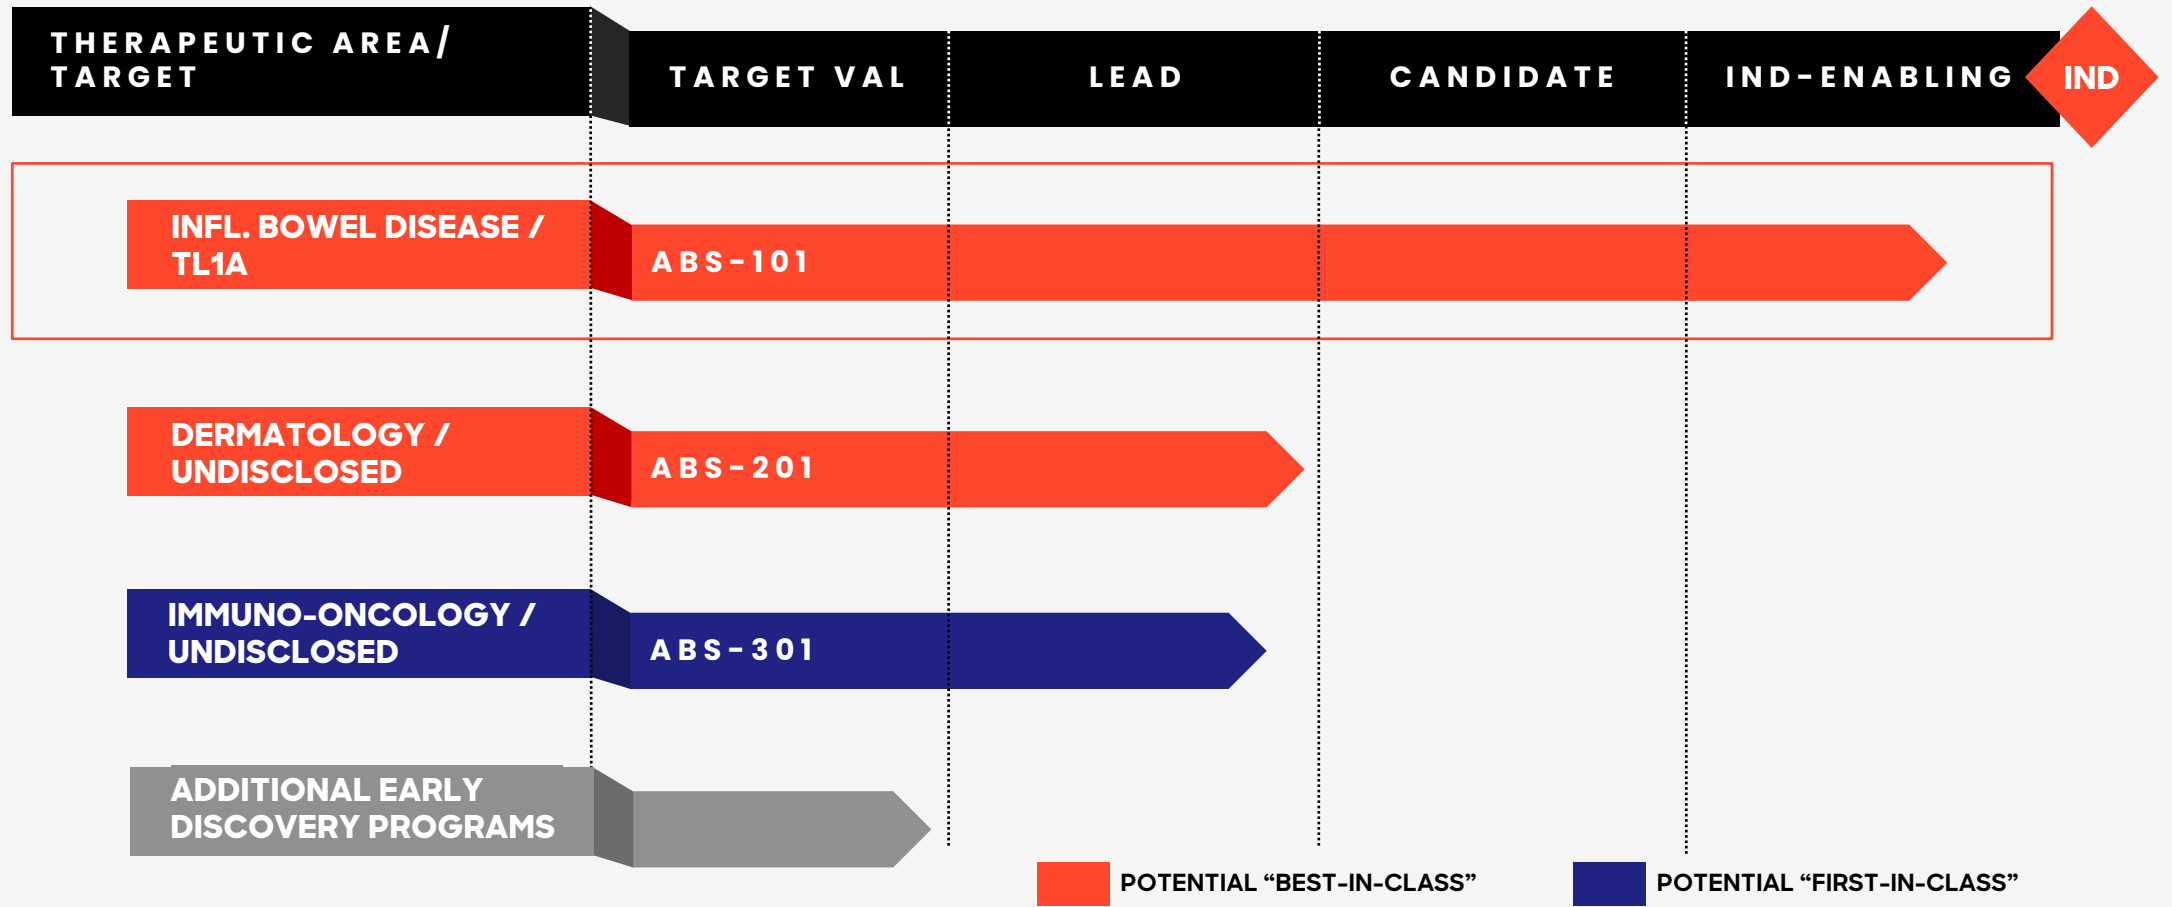 THERAPEUTIC AREA/
TARGET
TARGET VAL
LEAD
CANDIDATE
IND-ENABLING
IND
INFL. BOWEL DISEASE /
TL1A
ABS-101
DERMATOLOGY /
UNDISCLOSED
ABS-201
IMMUNO-ONCOLOGY /
UNDISCLOSED
ABS-301
ADDITIONAL EARLY
DISCOVERY PROGRAMS
POTENTIAL “BEST-IN-CLASS”
POTENTIAL “FIRST-IN-CLASS”